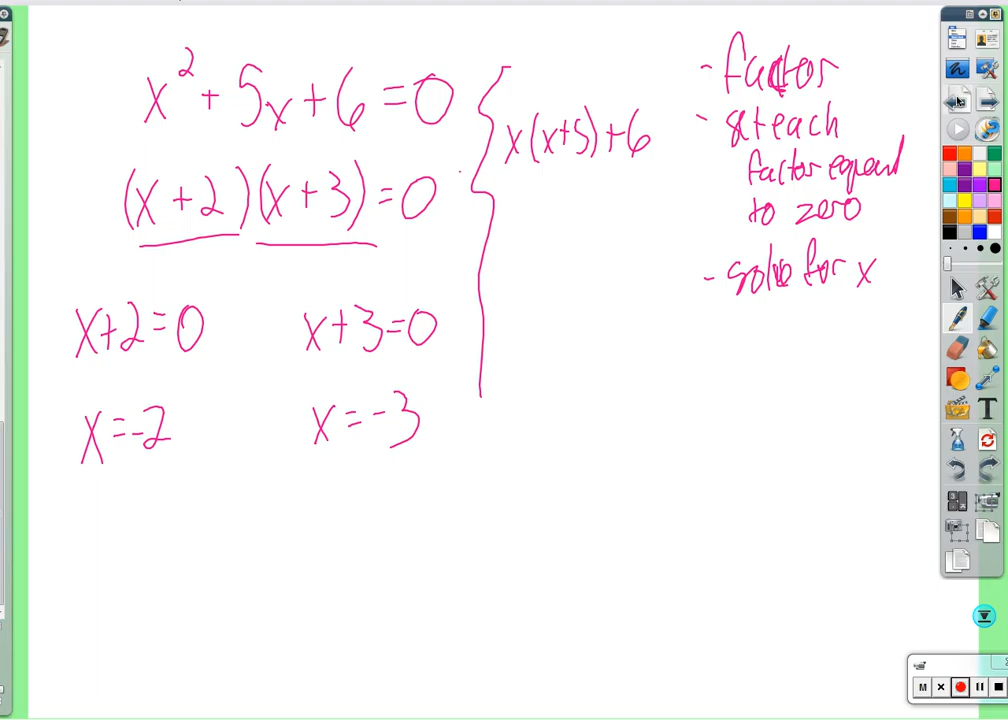 x² + 5x + 6 = 0
(x + 2)(x + 3) = 0
x + 2 = 0 x + 3 = 0
x = -2 x = -3
x(x + 5) + 6
- factor
- set each
factor equal
to zero
- solve for x
T
M